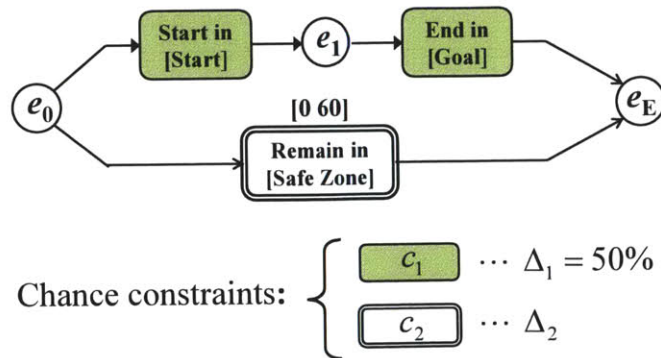 Start in
[Start]
e1
End in
[Goal]
e0
eE
[0 60]
Remain in
[Safe Zone]
c1 ··· Δ1 = 50%
Chance constraints:
c2 ··· Δ2